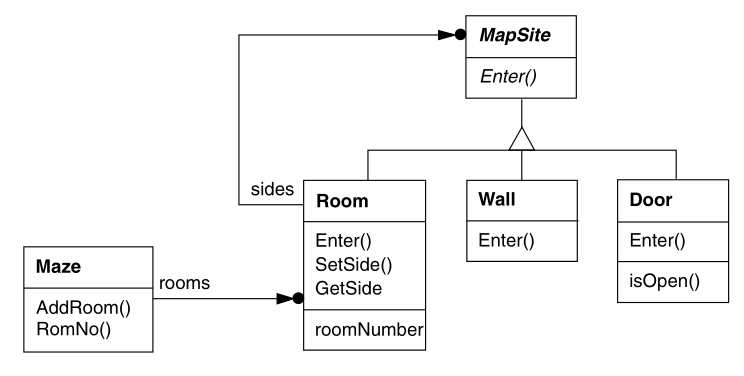 MapSite
Enter()
sides
Room
Enter()
SetSide()
GetSide
roomNumber
Wall
Enter()
Door
Enter()
isOpen()
Maze
AddRoom()
RomNo()
rooms